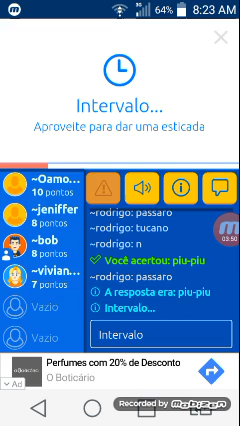 64% 8:23 AM
Intervalo...
Aproveite para dar uma esticada
~Oamo...
10 pontos
~jeniffer
8 pontos
~bob
8 pontos
~vivian...
7 pontos
Vazio
Vazio
~rodrigo: passaro
~rodrigo: tucano
~rodrigo: n
Você acertou: piu-piu
~rodrigo: passaro
A resposta era: piu-piu
Intervalo...
03:50
Intervalo
Perfumes com 20% de Desconto
O Boticário
Ad
Recorded by Mobizen